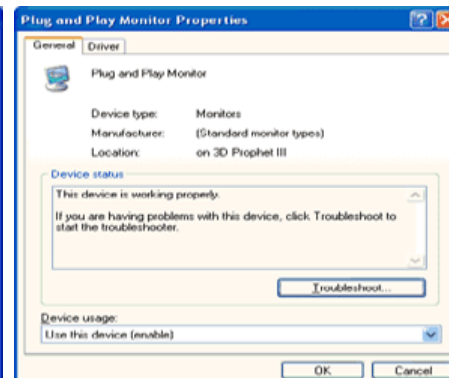 Plug and Play Monitor Properties
General Driver
Plug and Play Monitor
Device type: Monitors
Manufacturer: (Standard monitor types)
Location: on 3D Prophet III
Device status
This device is working properly.
If you are having problems with this device, click Troubleshoot to
start the troubleshooter.
Troubleshoot...
Device usage:
Use this device (enable)
OK Cancel